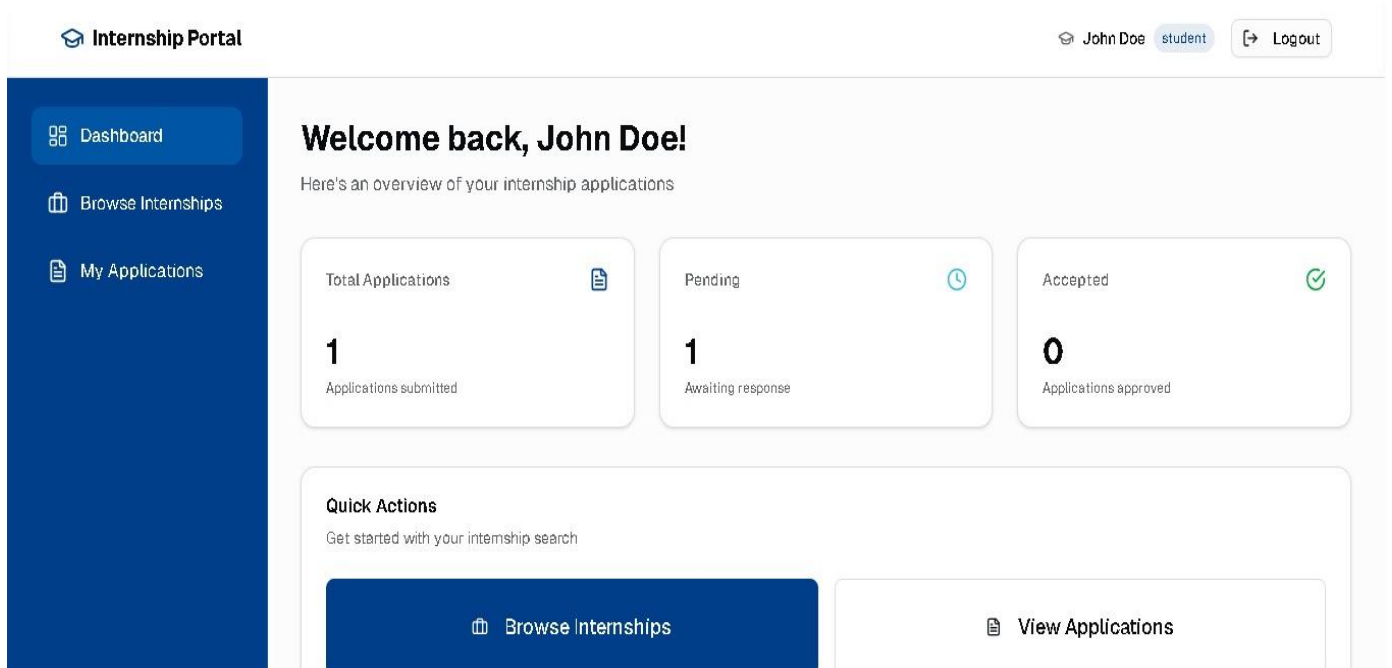 Internship Portal
John Doe student
Logout
Dashboard
Browse Internships
My Applications
Welcome back, John Doe!
Here's an overview of your internship applications
Total Applications
1
Applications submitted
Pending
1
Awaiting response
Accepted
0
Applications approved
Quick Actions
Get started with your internship search
Browse Internships
View Applications